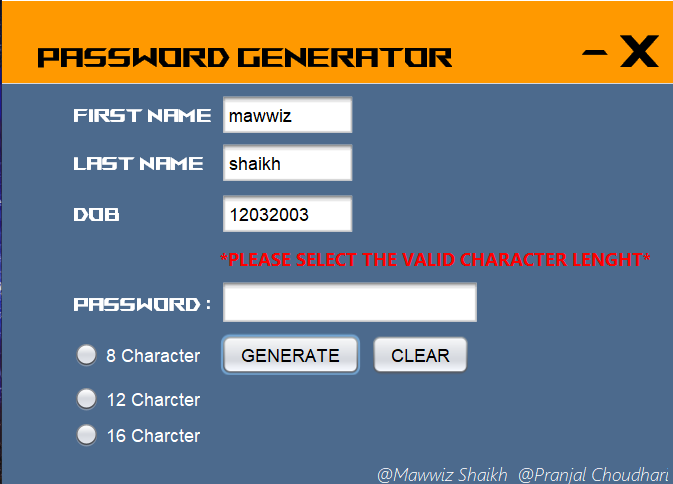 PASSWORD GENERATOR – X
FIRST NAME mawwiz
LAST NAME shaikh
DOB 12032003
*PLEASE SELECT THE VALID CHARACTER LENGHT*
PASSWORD :
8 Character GENERATE CLEAR
12 Charcter
16 Charcter
@Mawwiz Shaikh @Pranjal Choudhari